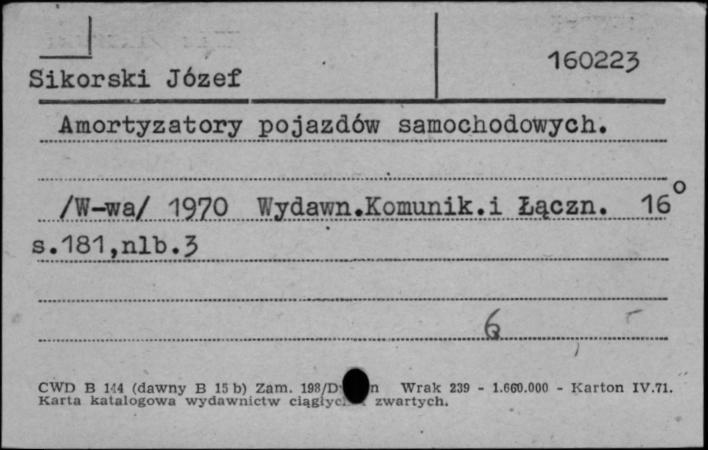 160223
Sikorski Józef
Amortyzatory pojazdów samochodowych.
/W-wa/ 1970 Wydawn.Komunik.i Łączn. 16°
s.181,nlb.3
6
CWD B 144 (dawny B 15 b) Zam. 198/ Wrak 239 - 1.660.000 - Karton IV.71.
Karta katalogowa wydawnictw zwartych.